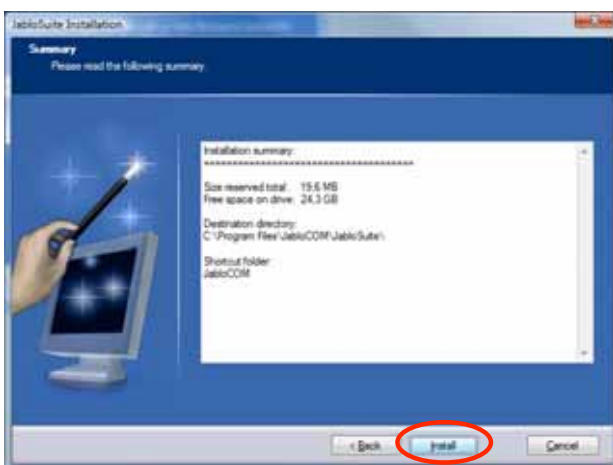 JabloSuite Installation
Summary
Please read the following summary.
Installation summary:
========================================
Size reserved total: 19,6 MB
Free space on drive: 24,3 GB
Destination directory:
C:\Program Files\JabloCOM\JabloSuite\
Shortcut folder:
JabloCOM
< Back
Install
Cancel